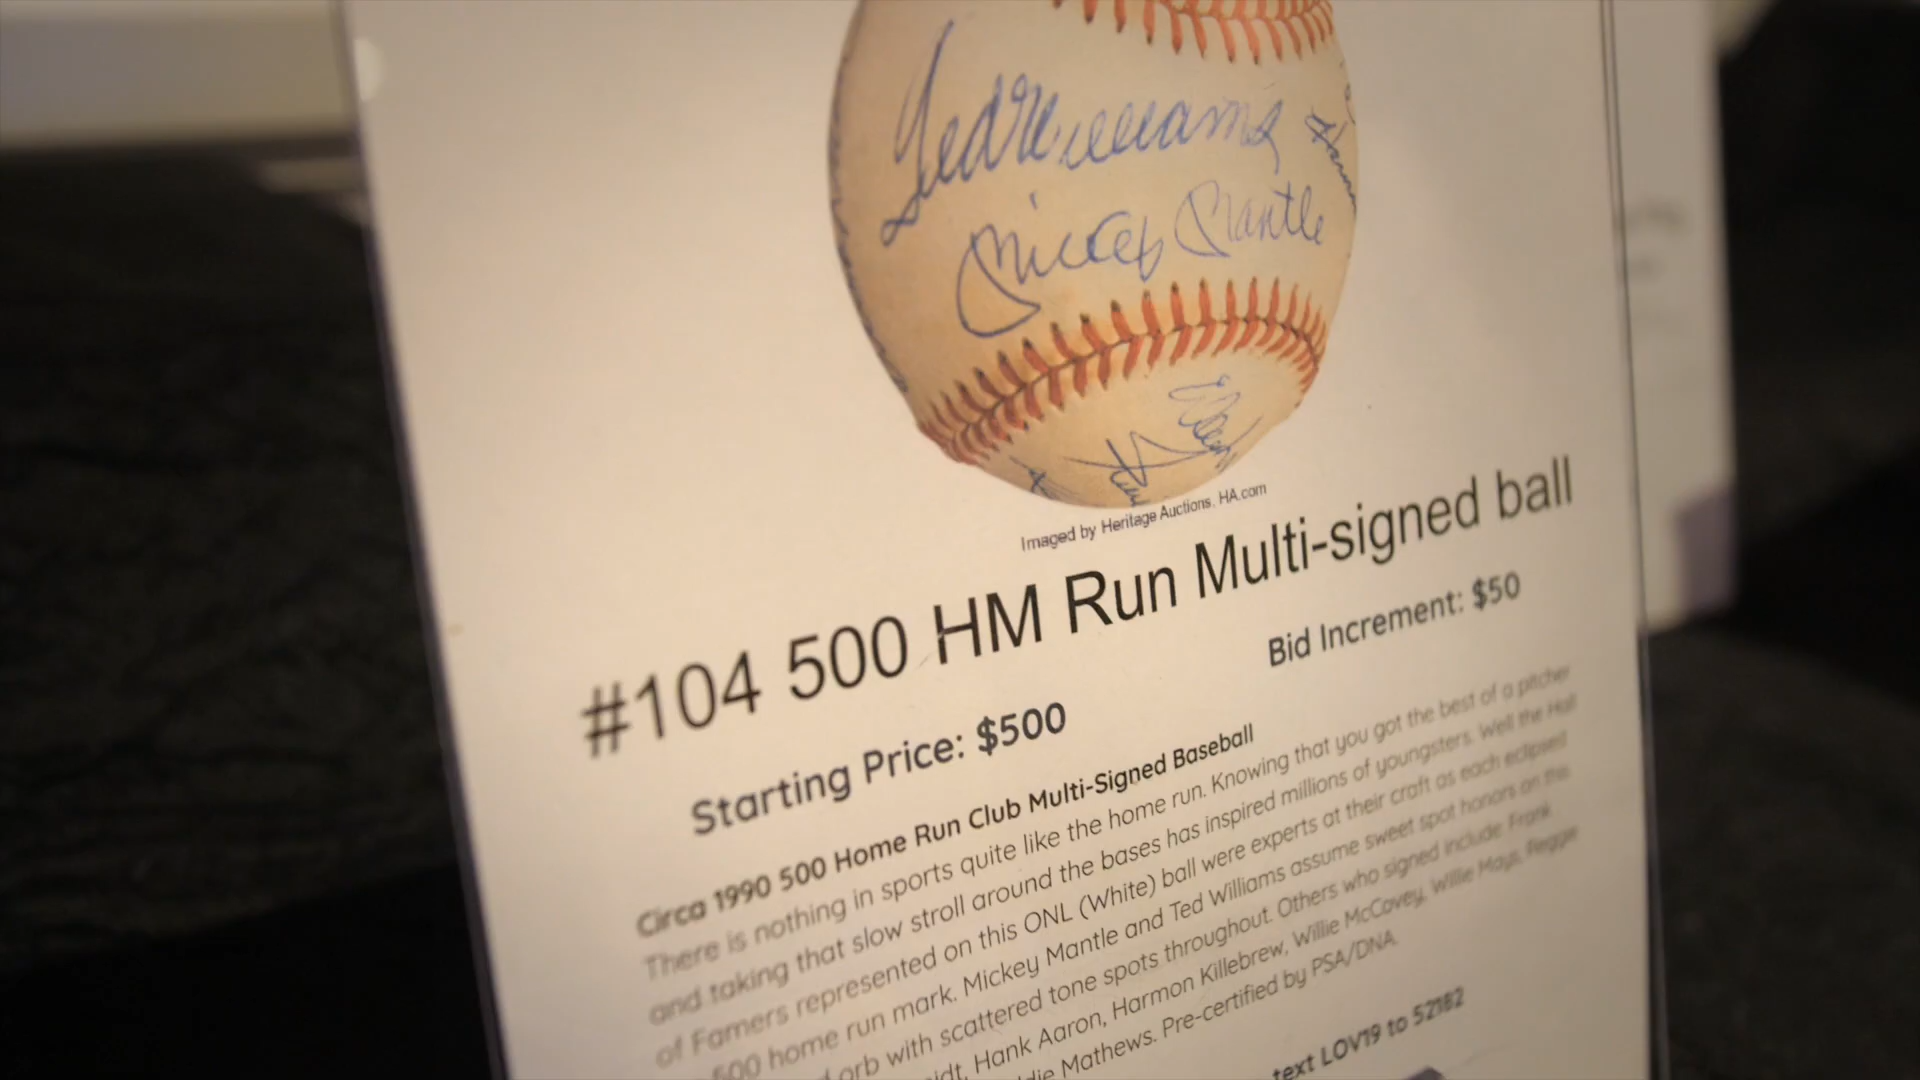 Ted Williams
Mickey Mantle
Imaged by Heritage Auctions, HA.com
#104 500 HM Run Multi-signed ball
Starting Price: $500 Bid Increment: $50
Circa 1990 500 Home Run Club Multi-Signed Baseball
There is nothing in sports quite like the home run. Knowing that you got the best of a pitcher
and taking that slow stroll around the bases has inspired millions of youngsters. Well the Hall
of Famers represented on this ONL (White) ball were experts at their craft as each eclipsed
500 home run mark. Mickey Mantle and Ted Williams assume sweet spot honors on this
orb with scattered tone spots throughout. Others who signed include Frank
idt, Hank Aaron, Harmon Killebrew, Willie McCovey, Willie Mays, Reggie
die Mathews. Pre-certified by PSA/DNA.
text LOV19 to 52182